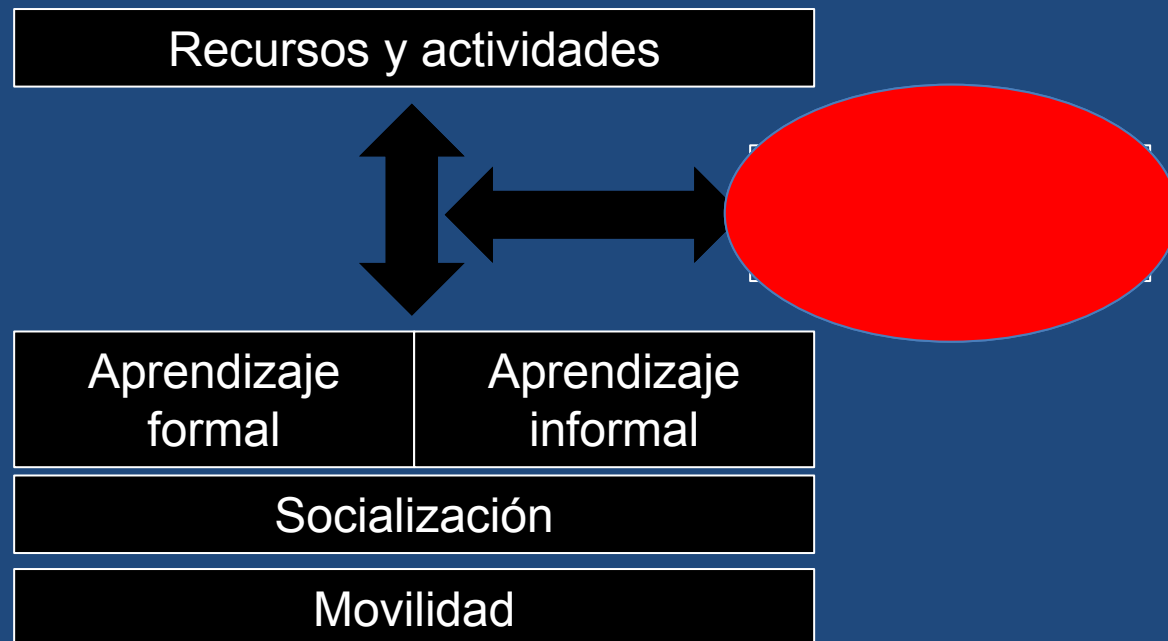 Recursos y actividades
Aprendizaje
formal
Aprendizaje
informal
Socialización
Movilidad